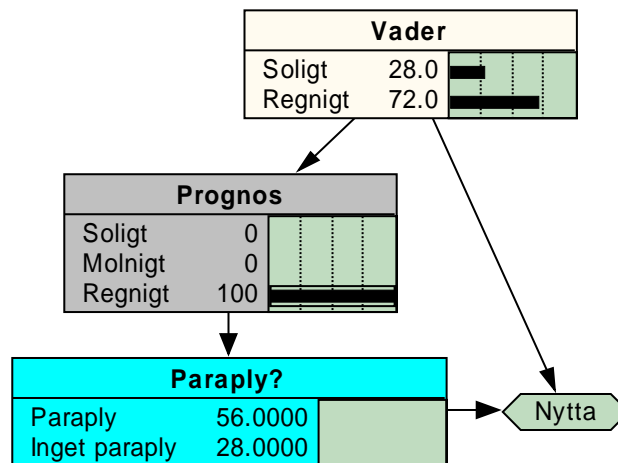 Vader
Soligt 28.0
Regnigt 72.0
Prognos
Soligt 0
Molnigt 0
Regnigt 100
Paraply?
Paraply 56.0000
Inget paraply 28.0000
Nytta